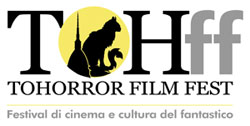 TOHff
TOHORROR FILM FEST
Festival di cinema e cultura del fantastico